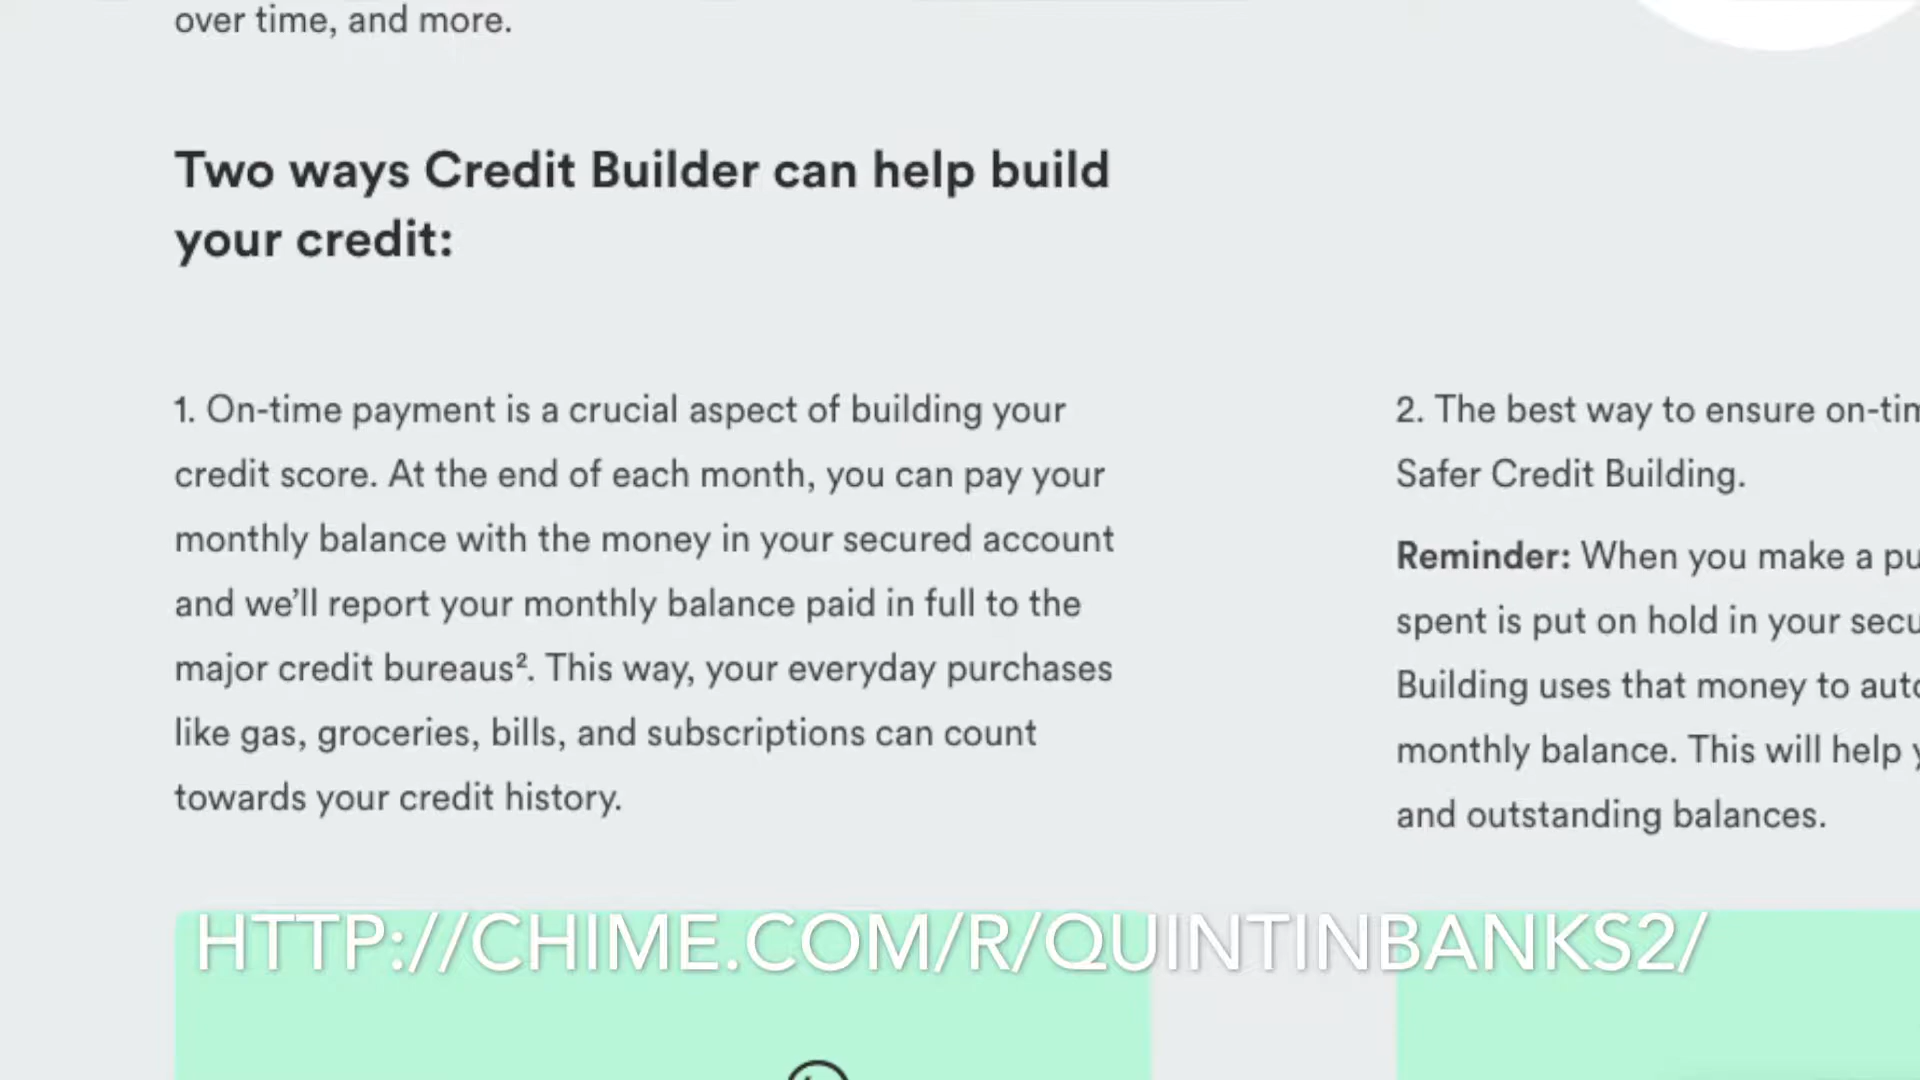 over time, and more.
Two ways Credit Builder can help build
your credit:
1. On-time payment is a crucial aspect of building your
credit score. At the end of each month, you can pay your
monthly balance with the money in your secured account
and we’ll report your monthly balance paid in full to the
major credit bureaus². This way, your everyday purchases
like gas, groceries, bills, and subscriptions can count
towards your credit history.
2. The best way to ensure
Safer Credit Building.
Reminder: When you make a
spent is put on hold in your
Building uses that money to
monthly balance. This will help
and outstanding balances.
HTTP://CHIME.COM/R/QUINTINBANKS2/